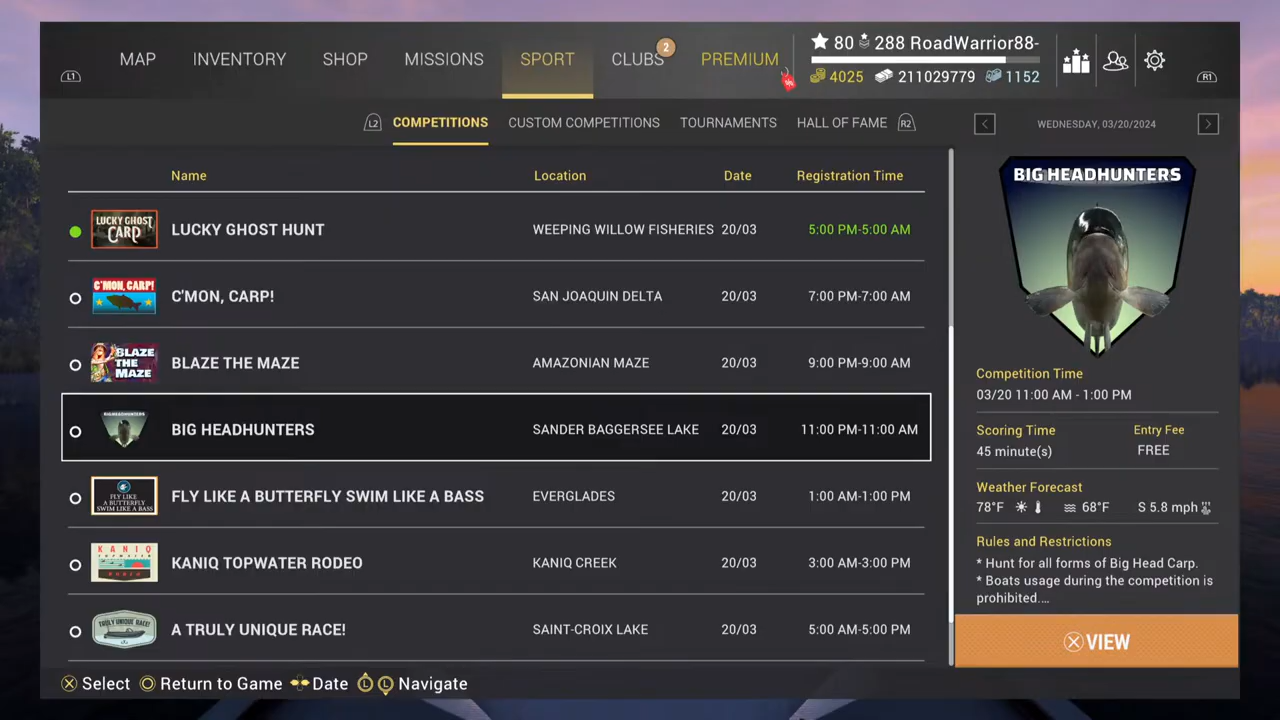 L1 MAP INVENTORY SHOP MISSIONS SPORT CLUBS 2 PREMIUM R1
80 288 RoadWarrior88-
4025 211029779 1152
L2 COMPETITIONS CUSTOM COMPETITIONS TOURNAMENTS HALL OF FAME R2
WEDNESDAY, 03/20/2024
Name Location Date Registration Time
LUCKY GHOST CARP
LUCKY GHOST HUNT WEEPING WILLOW FISHERIES 20/03 5:00 PM-5:00 AM
C'MON, CARP!
C'MON, CARP! SAN JOAQUIN DELTA 20/03 7:00 PM-7:00 AM
BLAZE THE MAZE
BLAZE THE MAZE AMAZONIAN MAZE 20/03 9:00 PM-9:00 AM
BIG HEADHUNTERS
BIG HEADHUNTERS SANDER BAGGERSEE LAKE 20/03 11:00 PM-11:00 AM
FLY LIKE A BUTTERFLY SWIM LIKE A BASS
FLY LIKE A BUTTERFLY SWIM LIKE A BASS EVERGLADES 20/03 1:00 AM-1:00 PM
KANIQ TOPWATER RODEO
KANIQ TOPWATER RODEO KANIQ CREEK 20/03 3:00 AM-3:00 PM
TRULY UNIQUE RACE!
A TRULY UNIQUE RACE! SAINT-CROIX LAKE 20/03 5:00 AM-5:00 PM
BIG HEADHUNTERS
Competition Time
03/20 11:00 AM - 1:00 PM
Scoring Time Entry Fee
45 minute(s) FREE
Weather Forecast
78°F 68°F S 5.8 mph
Rules and Restrictions
* Hunt for all forms of Big Head Carp.
* Boats usage during the competition is
prohibited....
VIEW
Select Return to Game Date L L Navigate